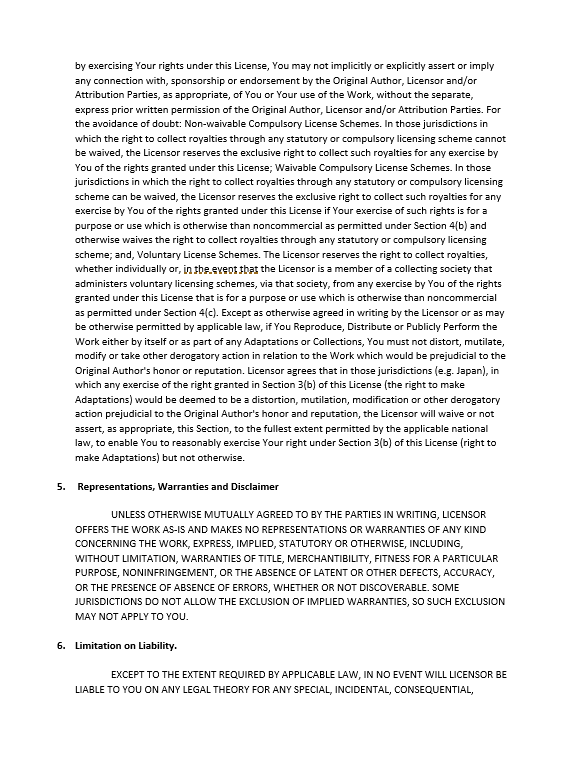 by exercising Your rights under this License, You may not implicitly or explicitly assert or imply
any connection with, sponsorship or endorsement by the Original Author, Licensor and/or
Attribution Parties, as appropriate, of You or Your use of the Work, without the separate,
express prior written permission of the Original Author, Licensor and/or Attribution Parties. For
the avoidance of doubt: Non-waivable Compulsory License Schemes. In those jurisdictions in
which the right to collect royalties through any statutory or compulsory licensing scheme cannot
be waived, the Licensor reserves the exclusive right to collect such royalties for any exercise by
You of the rights granted under this License; Waivable Compulsory License Schemes. In those
jurisdictions in which the right to collect royalties through any statutory or compulsory licensing
scheme can be waived, the Licensor reserves the exclusive right to collect such royalties for any
exercise by You of the rights granted under this License if Your exercise of such rights is for a
purpose or use which is otherwise than noncommercial as permitted under Section 4(b) and
otherwise waives the right to collect royalties through any statutory or compulsory licensing
scheme; and, Voluntary License Schemes. The Licensor reserves the right to collect royalties,
whether individually or, in the event that the Licensor is a member of a collecting society that
administers voluntary licensing schemes, via that society, from any exercise by You of the rights
granted under this License that is for a purpose or use which is otherwise than noncommercial
as permitted under Section 4(c). Except as otherwise agreed in writing by the Licensor or as may
be otherwise permitted by applicable law, if You Reproduce, Distribute or Publicly Perform the
Work either by itself or as part of any Adaptations or Collections, You must not distort, mutilate,
modify or take other derogatory action in relation to the Work which would be prejudicial to the
Original Author's honor or reputation. Licensor agrees that in those jurisdictions (e.g. Japan), in
which any exercise of the right granted in Section 3(b) of this License (the right to make
Adaptations) would be deemed to be a distortion, mutilation, modification or other derogatory
action prejudicial to the Original Author's honor and reputation, the Licensor will waive or not
assert, as appropriate, this Section, to the fullest extent permitted by the applicable national
law, to enable You to reasonably exercise Your right under Section 3(b) of this License (right to
make Adaptations) but not otherwise.
5. Representations, Warranties and Disclaimer
UNLESS OTHERWISE MUTUALLY AGREED TO BY THE PARTIES IN WRITING, LICENSOR
OFFERS THE WORK AS-IS AND MAKES NO REPRESENTATIONS OR WARRANTIES OF ANY KIND
CONCERNING THE WORK, EXPRESS, IMPLIED, STATUTORY OR OTHERWISE, INCLUDING,
WITHOUT LIMITATION, WARRANTIES OF TITLE, MERCHANTIBILITY, FITNESS FOR A PARTICULAR
PURPOSE, NONINFRINGEMENT, OR THE ABSENCE OF LATENT OR OTHER DEFECTS, ACCURACY,
OR THE PRESENCE OF ABSENCE OF ERRORS, WHETHER OR NOT DISCOVERABLE. SOME
JURISDICTIONS DO NOT ALLOW THE EXCLUSION OF IMPLIED WARRANTIES, SO SUCH EXCLUSION
MAY NOT APPLY TO YOU.
6. Limitation on Liability.
EXCEPT TO THE EXTENT REQUIRED BY APPLICABLE LAW, IN NO EVENT WILL LICENSOR BE
LIABLE TO YOU ON ANY LEGAL THEORY FOR ANY SPECIAL, INCIDENTAL, CONSEQUENTIAL,